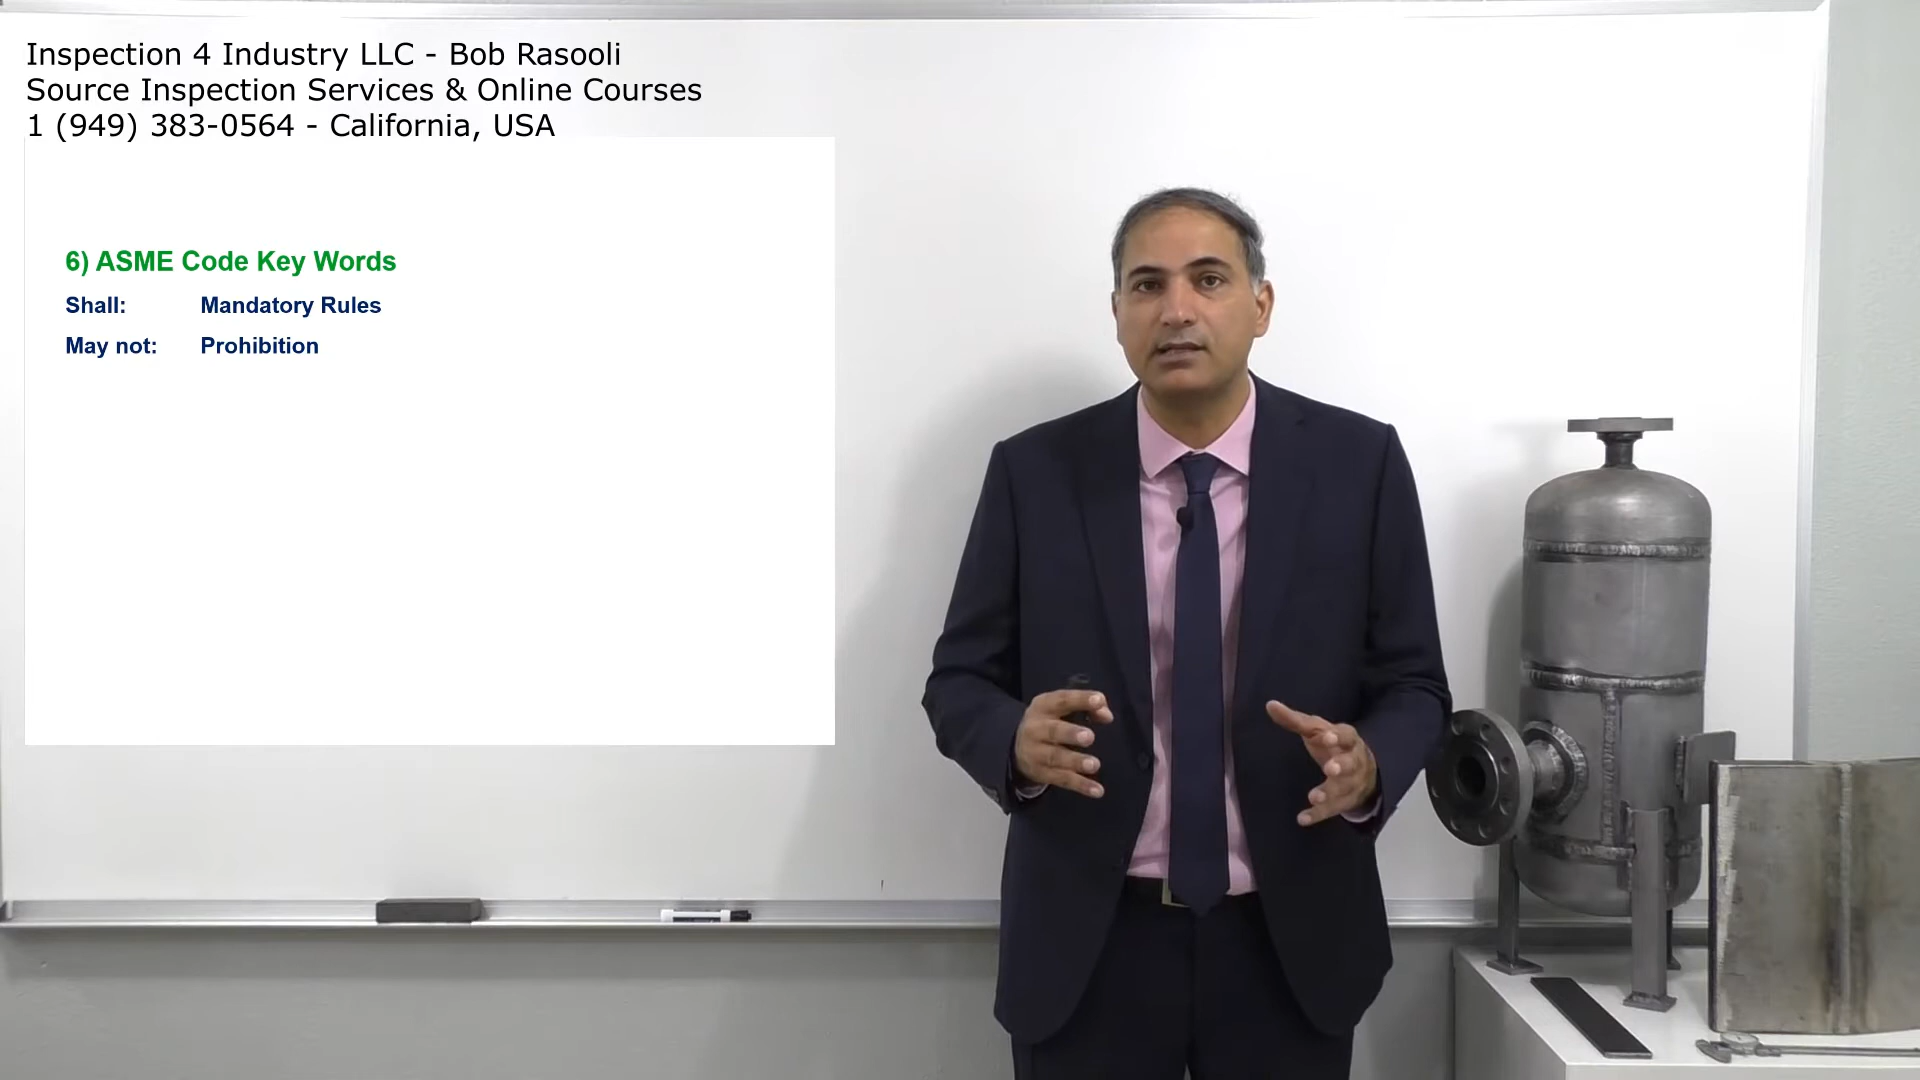 Inspection 4 Industry LLC - Bob Rasooli
Source Inspection Services & Online Courses
1 (949) 383-0564 - California, USA
6) ASME Code Key Words
Shall: Mandatory Rules
May not: Prohibition